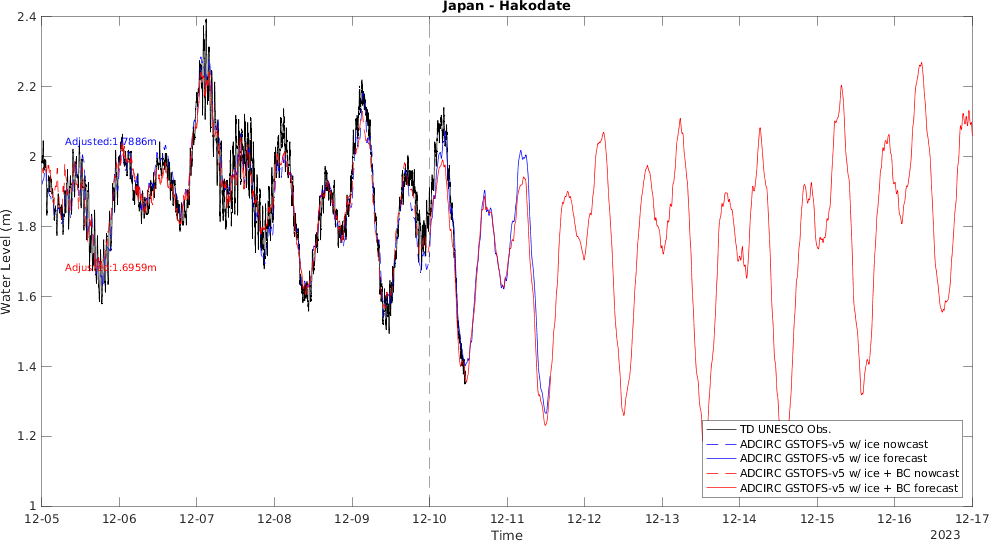 Japan - Hakodate
2.4
2.2
2
1.8
1.6
1.4
1.2
1
Water Level (m)
Adjusted:1.7886m
Adjusted:1.6959m
TD UNESCO Obs.
ADCIRC GSTOFS-v5 w/ ice nowcast
ADCIRC GSTOFS-v5 w/ ice forecast
ADCIRC GSTOFS-v5 w/ ice + BC nowcast
ADCIRC GSTOFS-v5 w/ ice + BC forecast
12-05 12-06 12-07 12-08 12-09 12-10 12-11 12-12 12-13 12-14 12-15 12-16 12-17
Time
2023